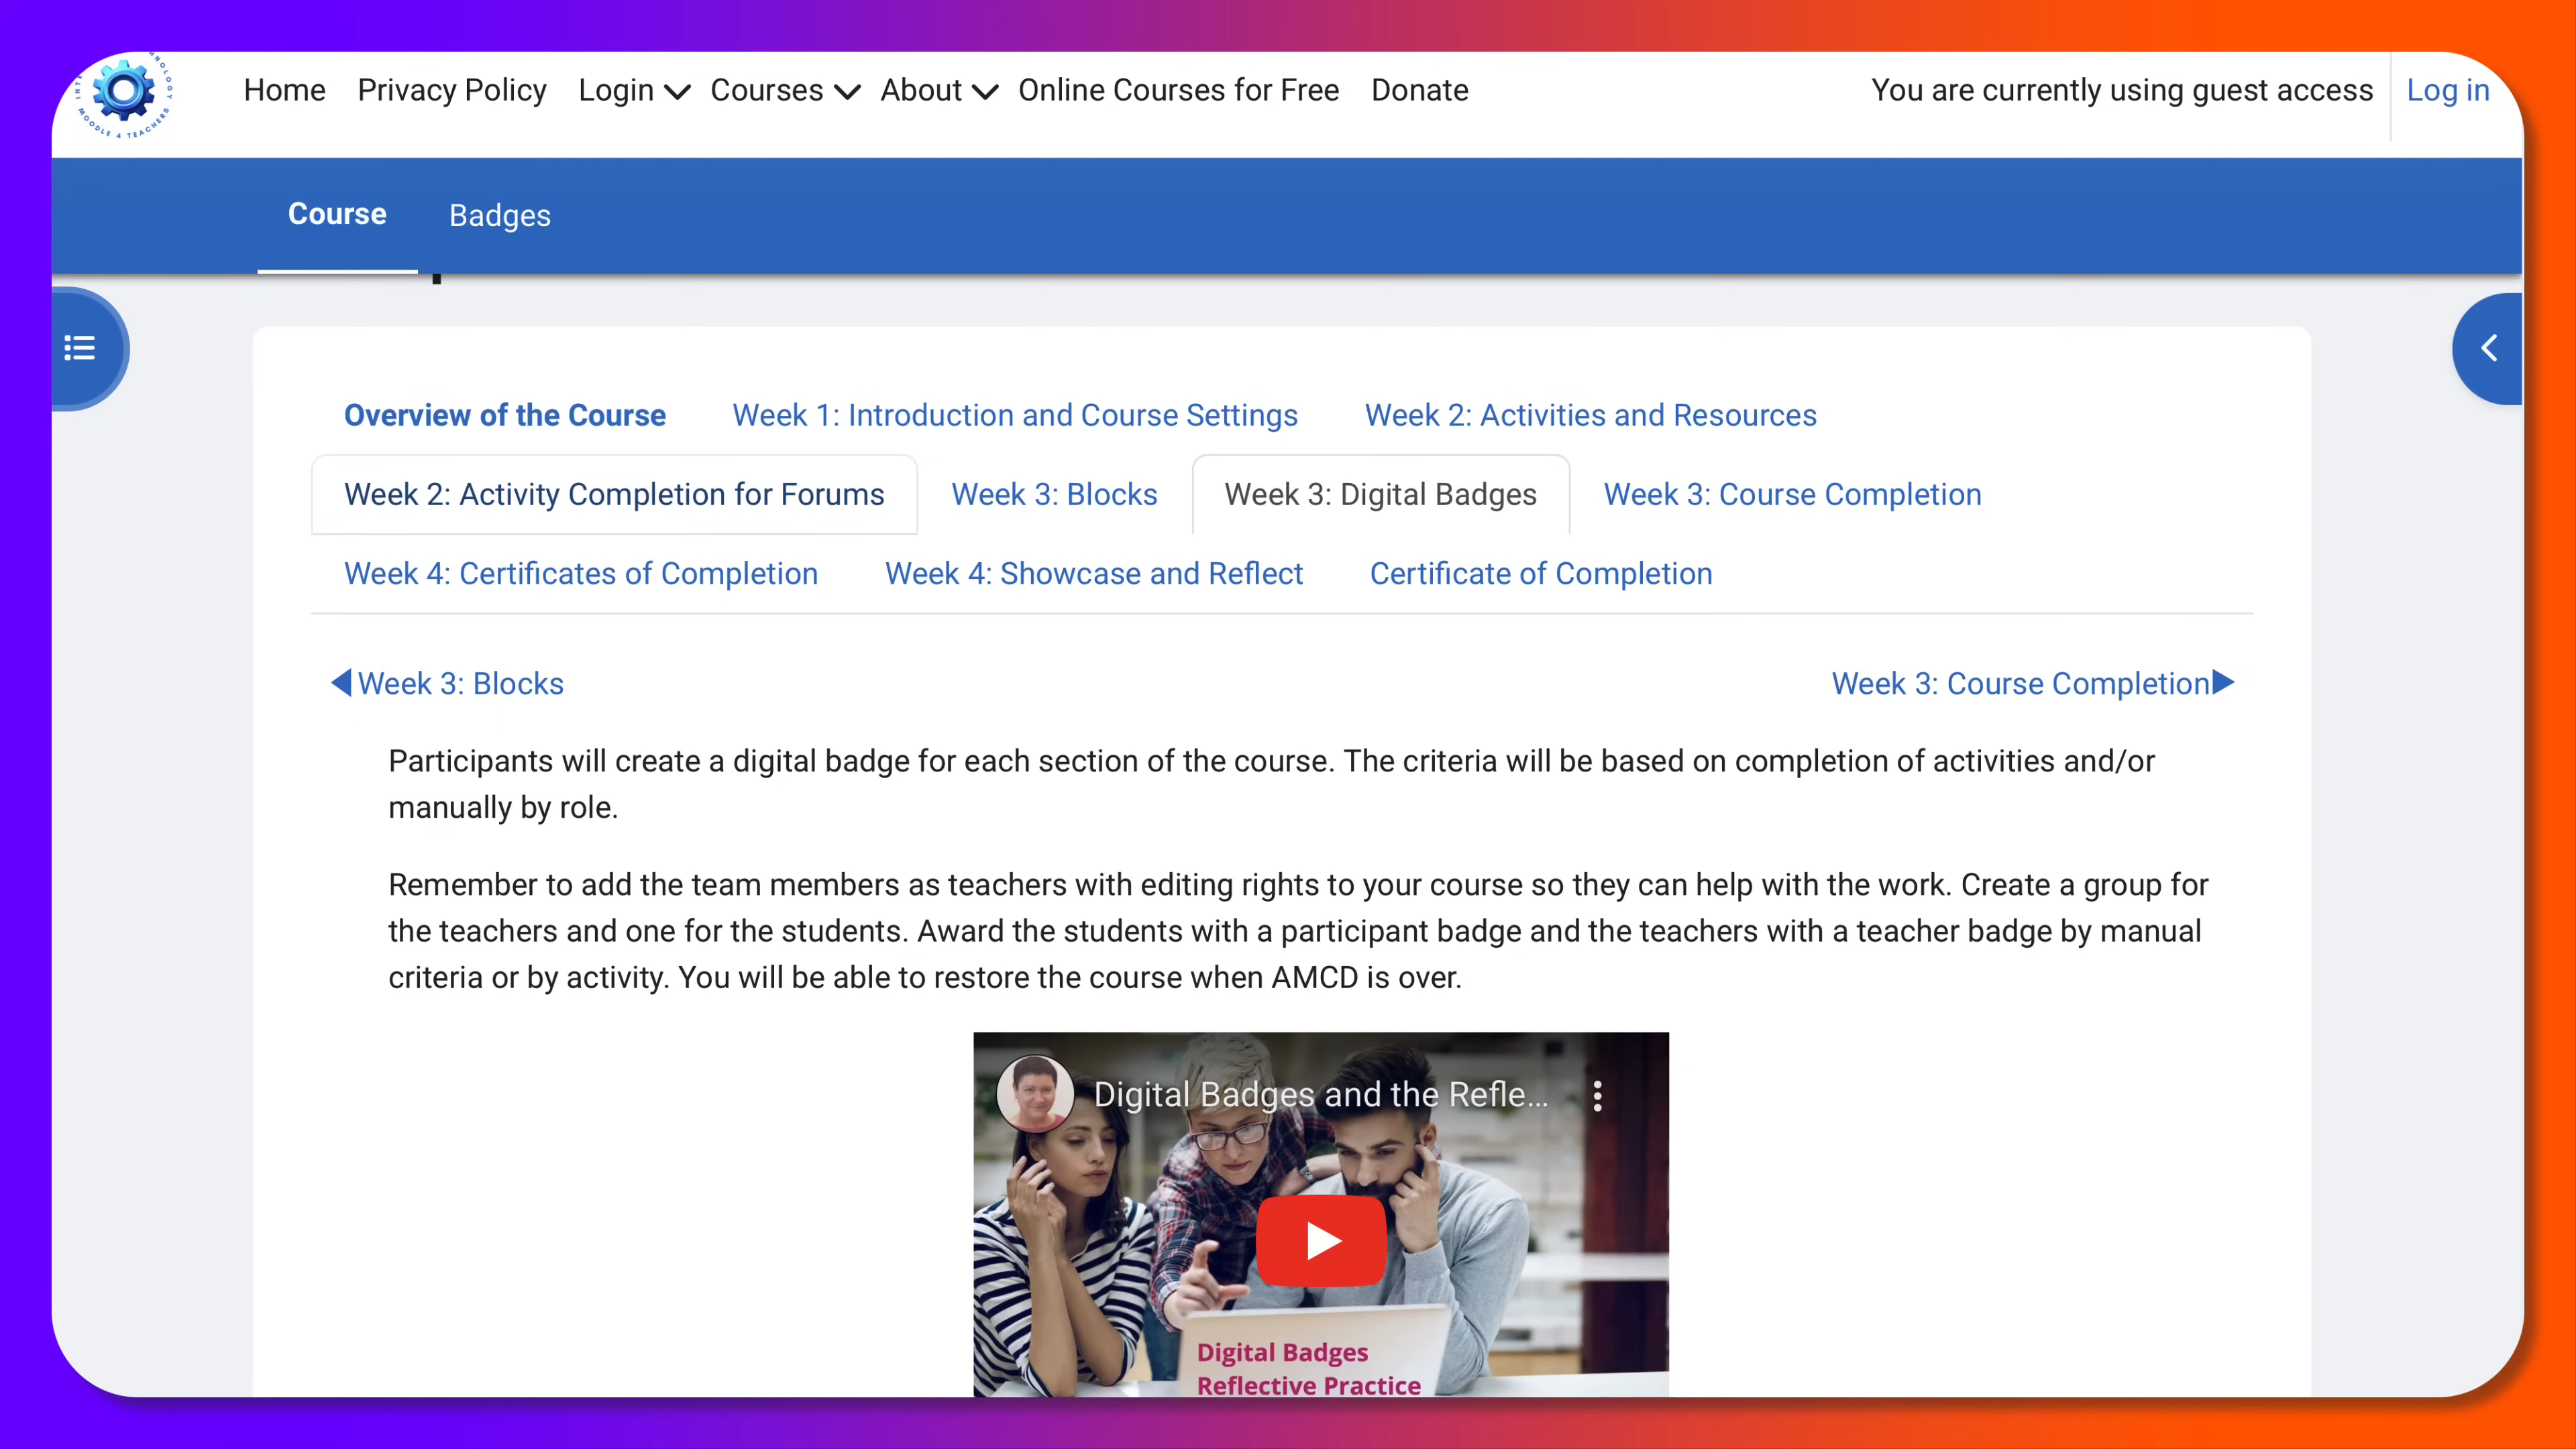 MOODLE 4 TEACHERS
Home Privacy Policy Login Courses About Online Courses for Free Donate You are currently using guest access Log in
Course Badges
Overview of the Course Week 1: Introduction and Course Settings Week 2: Activities and Resources
Week 2: Activity Completion for Forums Week 3: Blocks Week 3: Digital Badges Week 3: Course Completion
Week 4: Certificates of Completion Week 4: Showcase and Reflect Certificate of Completion
Week 3: Blocks Week 3: Course Completion
Participants will create a digital badge for each section of the course. The criteria will be based on completion of activities and/or
manually by role.
Remember to add the team members as teachers with editing rights to your course so they can help with the work. Create a group for
the teachers and one for the students. Award the students with a participant badge and the teachers with a teacher badge by manual
criteria or by activity. You will be able to restore the course when AMCD is over.
Digital Badges and the Refle...
Digital Badges
Reflective Practice